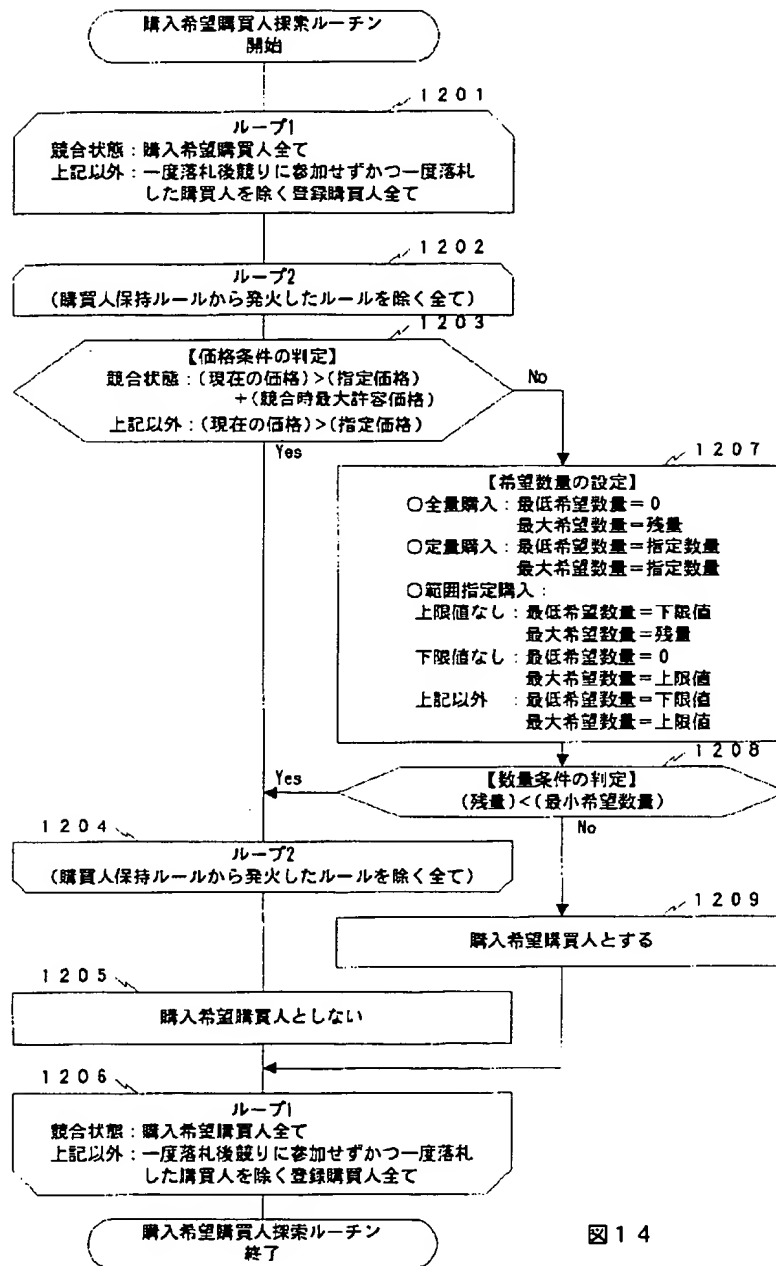 購入希望購買人探索ルーチン
開始
1201
ループ1
競合状態：購入希望購買人全て
上記以外：一度落札後競りに参加せずかつ一度落札
した購買人を除く登録購買人全て
1202
ループ2
（購買人保持ルールから発火したルールを除く全て）
1203
【価格条件の判定】
競合状態：（現在の価格）＞（指定価格）
＋（競合時最大許容価格）
上記以外：（現在の価格）＞（指定価格）
No
Yes
1207
【希望数量の設定】
○全量購入：最低希望数量＝0
最大希望数量＝残量
○定量購入：最低希望数量＝指定数量
最大希望数量＝指定数量
○範囲指定購入：
上限値なし：最低希望数量＝下限値
最大希望数量＝残量
下限値なし：最低希望数量＝0
最大希望数量＝上限値
上記以外　：最低希望数量＝下限値
最大希望数量＝上限値
1208
【数量条件の判定】
（残量）＜（最小希望数量）
Yes
No
1204
ループ2
（購買人保持ルールから発火したルールを除く全て）
1209
購入希望購買人とする
1205
購入希望購買人としない
1206
ループ1
競合状態：購入希望購買人全て
上記以外：一度落札後競りに参加せずかつ一度落札
した購買人を除く登録購買人全て
購入希望購買人探索ルーチン
終了
図14